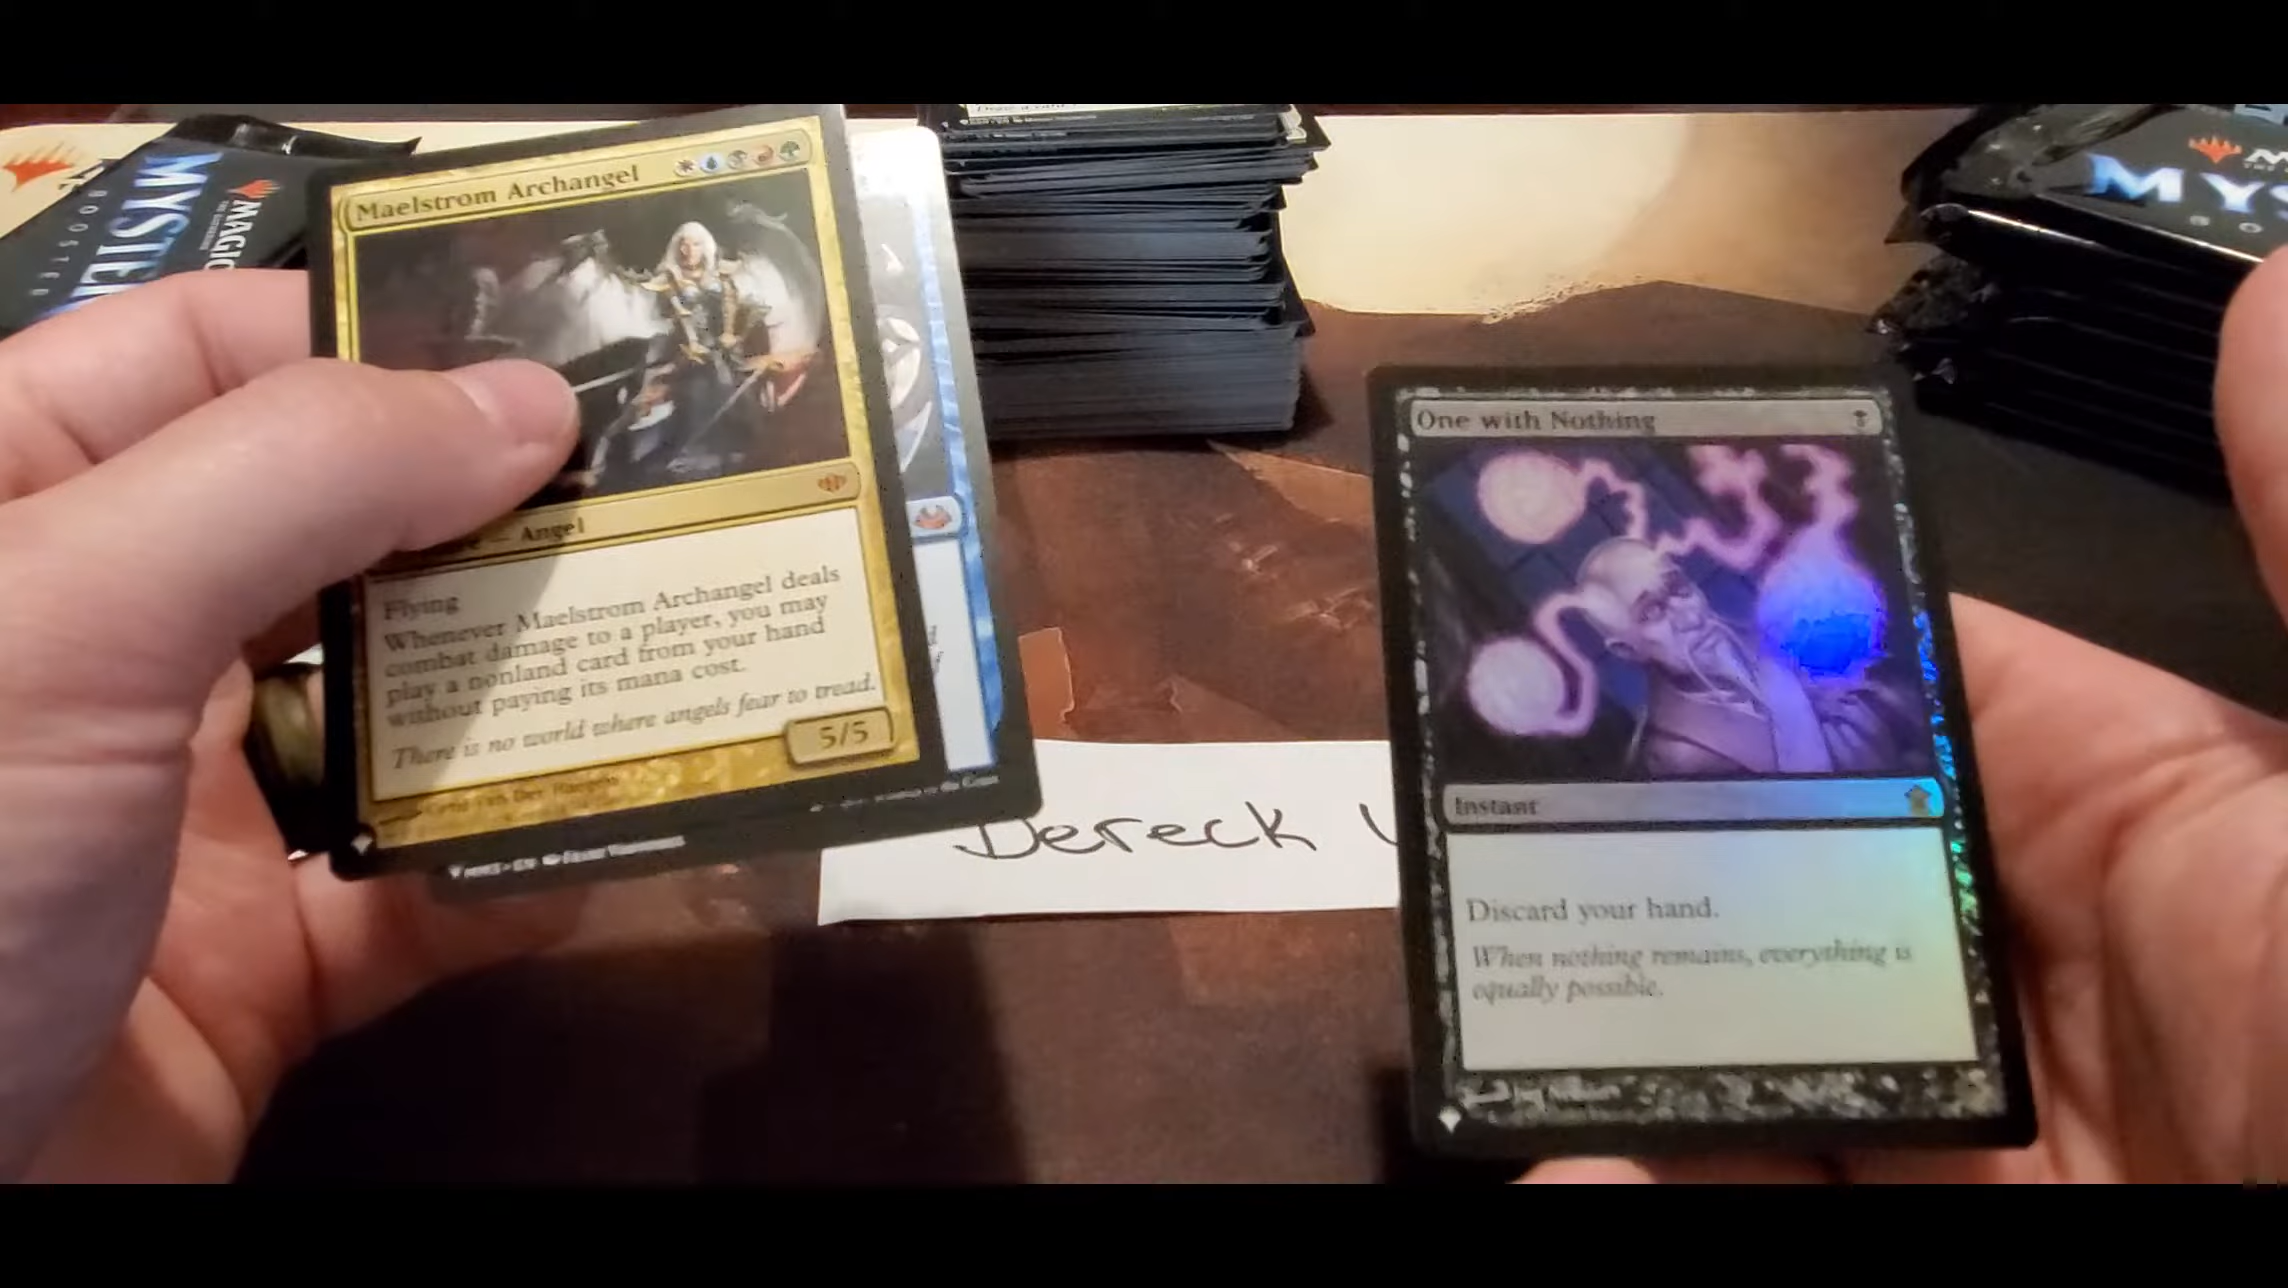 MAGIC
BOOSTER
Maelstrom Archangel
Angel
Flying
Whenever Maelstrom Archangel deals
combat damage to a player, you may
play a nonland card from your hand
without paying its mana cost.
There is no world where angels fear to tread.
5/5
Dereck
One with Nothing
Instant
Discard your hand.
When nothing remains, everything is
equally possible.